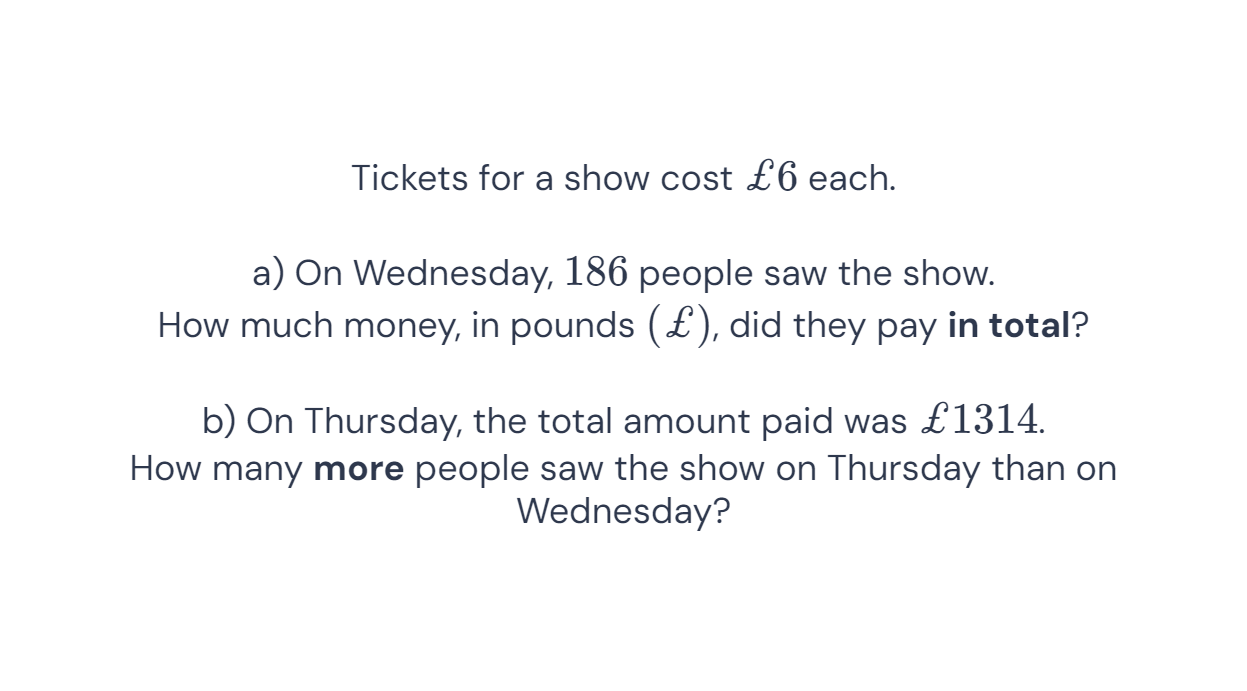 Tickets for a show cost £6 each.
a) On Wednesday, 186 people saw the show.
How much money, in pounds (£), did they pay in total?
b) On Thursday, the total amount paid was £1314.
How many more people saw the show on Thursday than on
Wednesday?